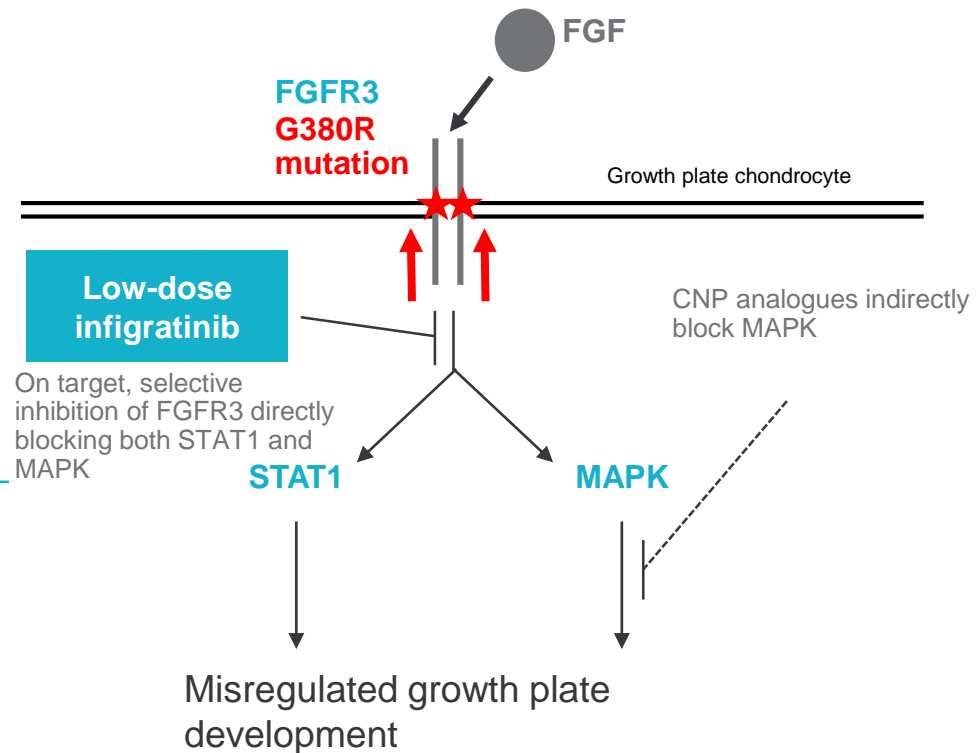 FGF
FGFR3
G380R
mutation
Growth plate chondrocyte
Low-dose
infigratinib
CNP analogues indirectly
block MAPK
On target, selective
inhibition of FGFR3 directly
blocking both STAT1 and
MAPK
STAT1
MAPK
Misregulated growth plate
development